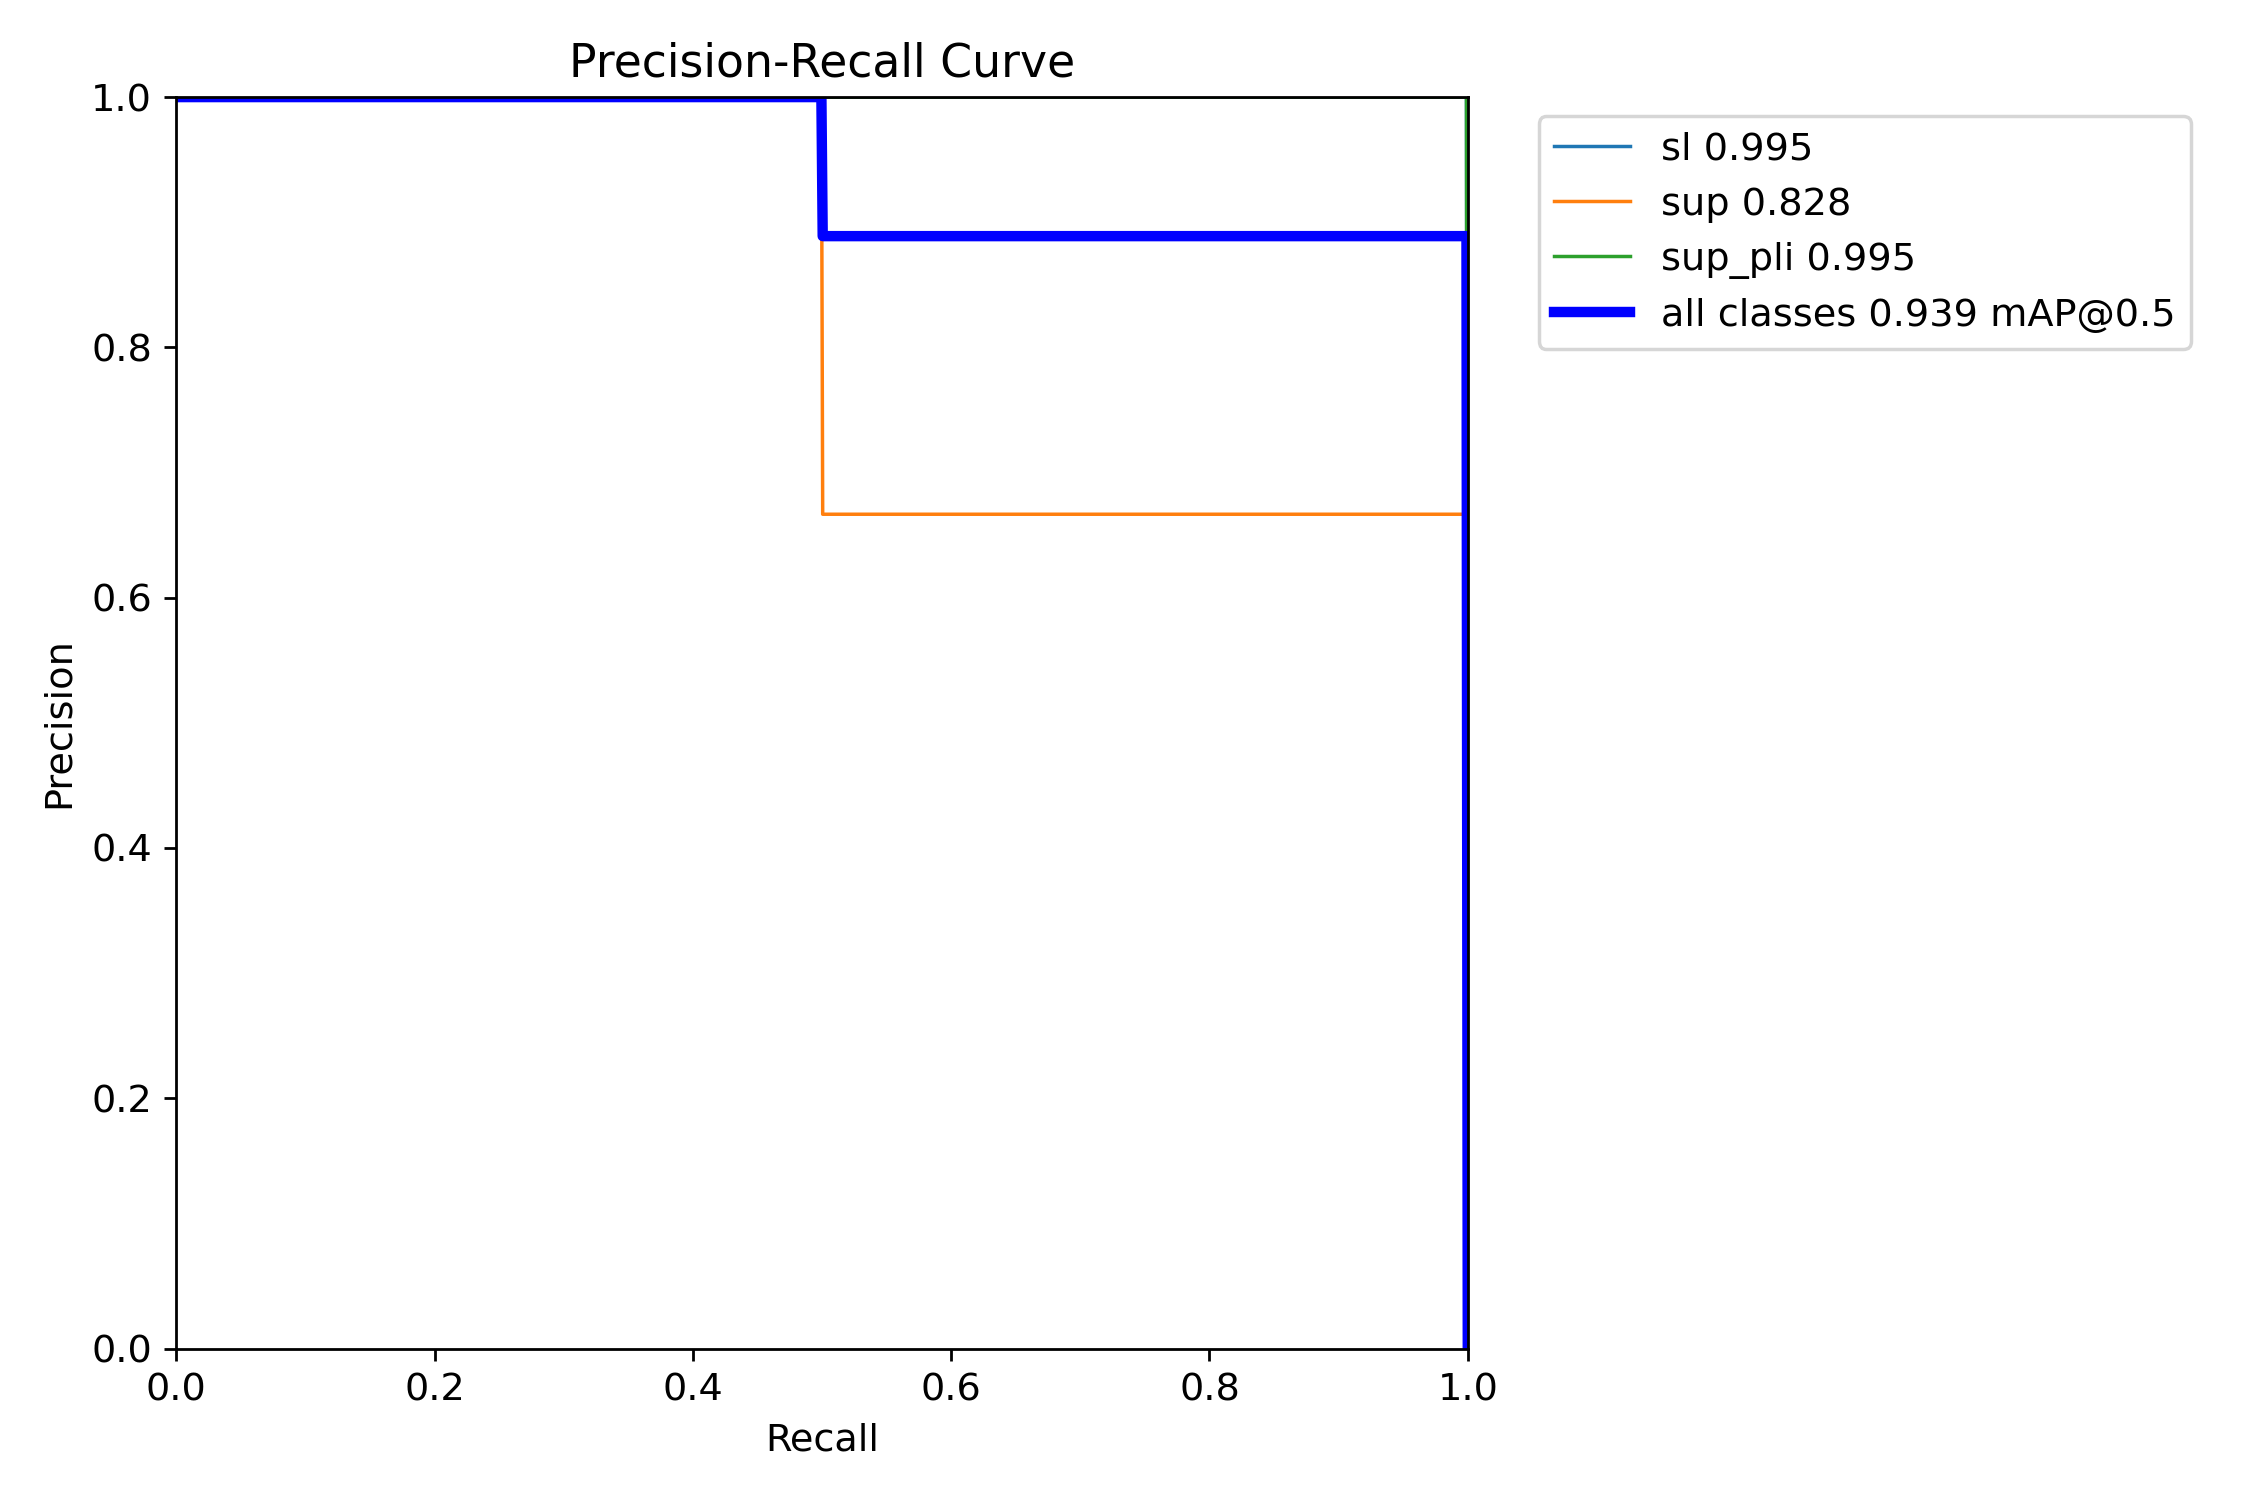 Precision-Recall Curve
1.0
0.8
0.6
0.4
0.2
0.0
Precision
0.0 0.2 0.4 0.6 0.8 1.0
Recall
sl 0.995
sup 0.828
sup_pli 0.995
all classes 0.939 mAP@0.5